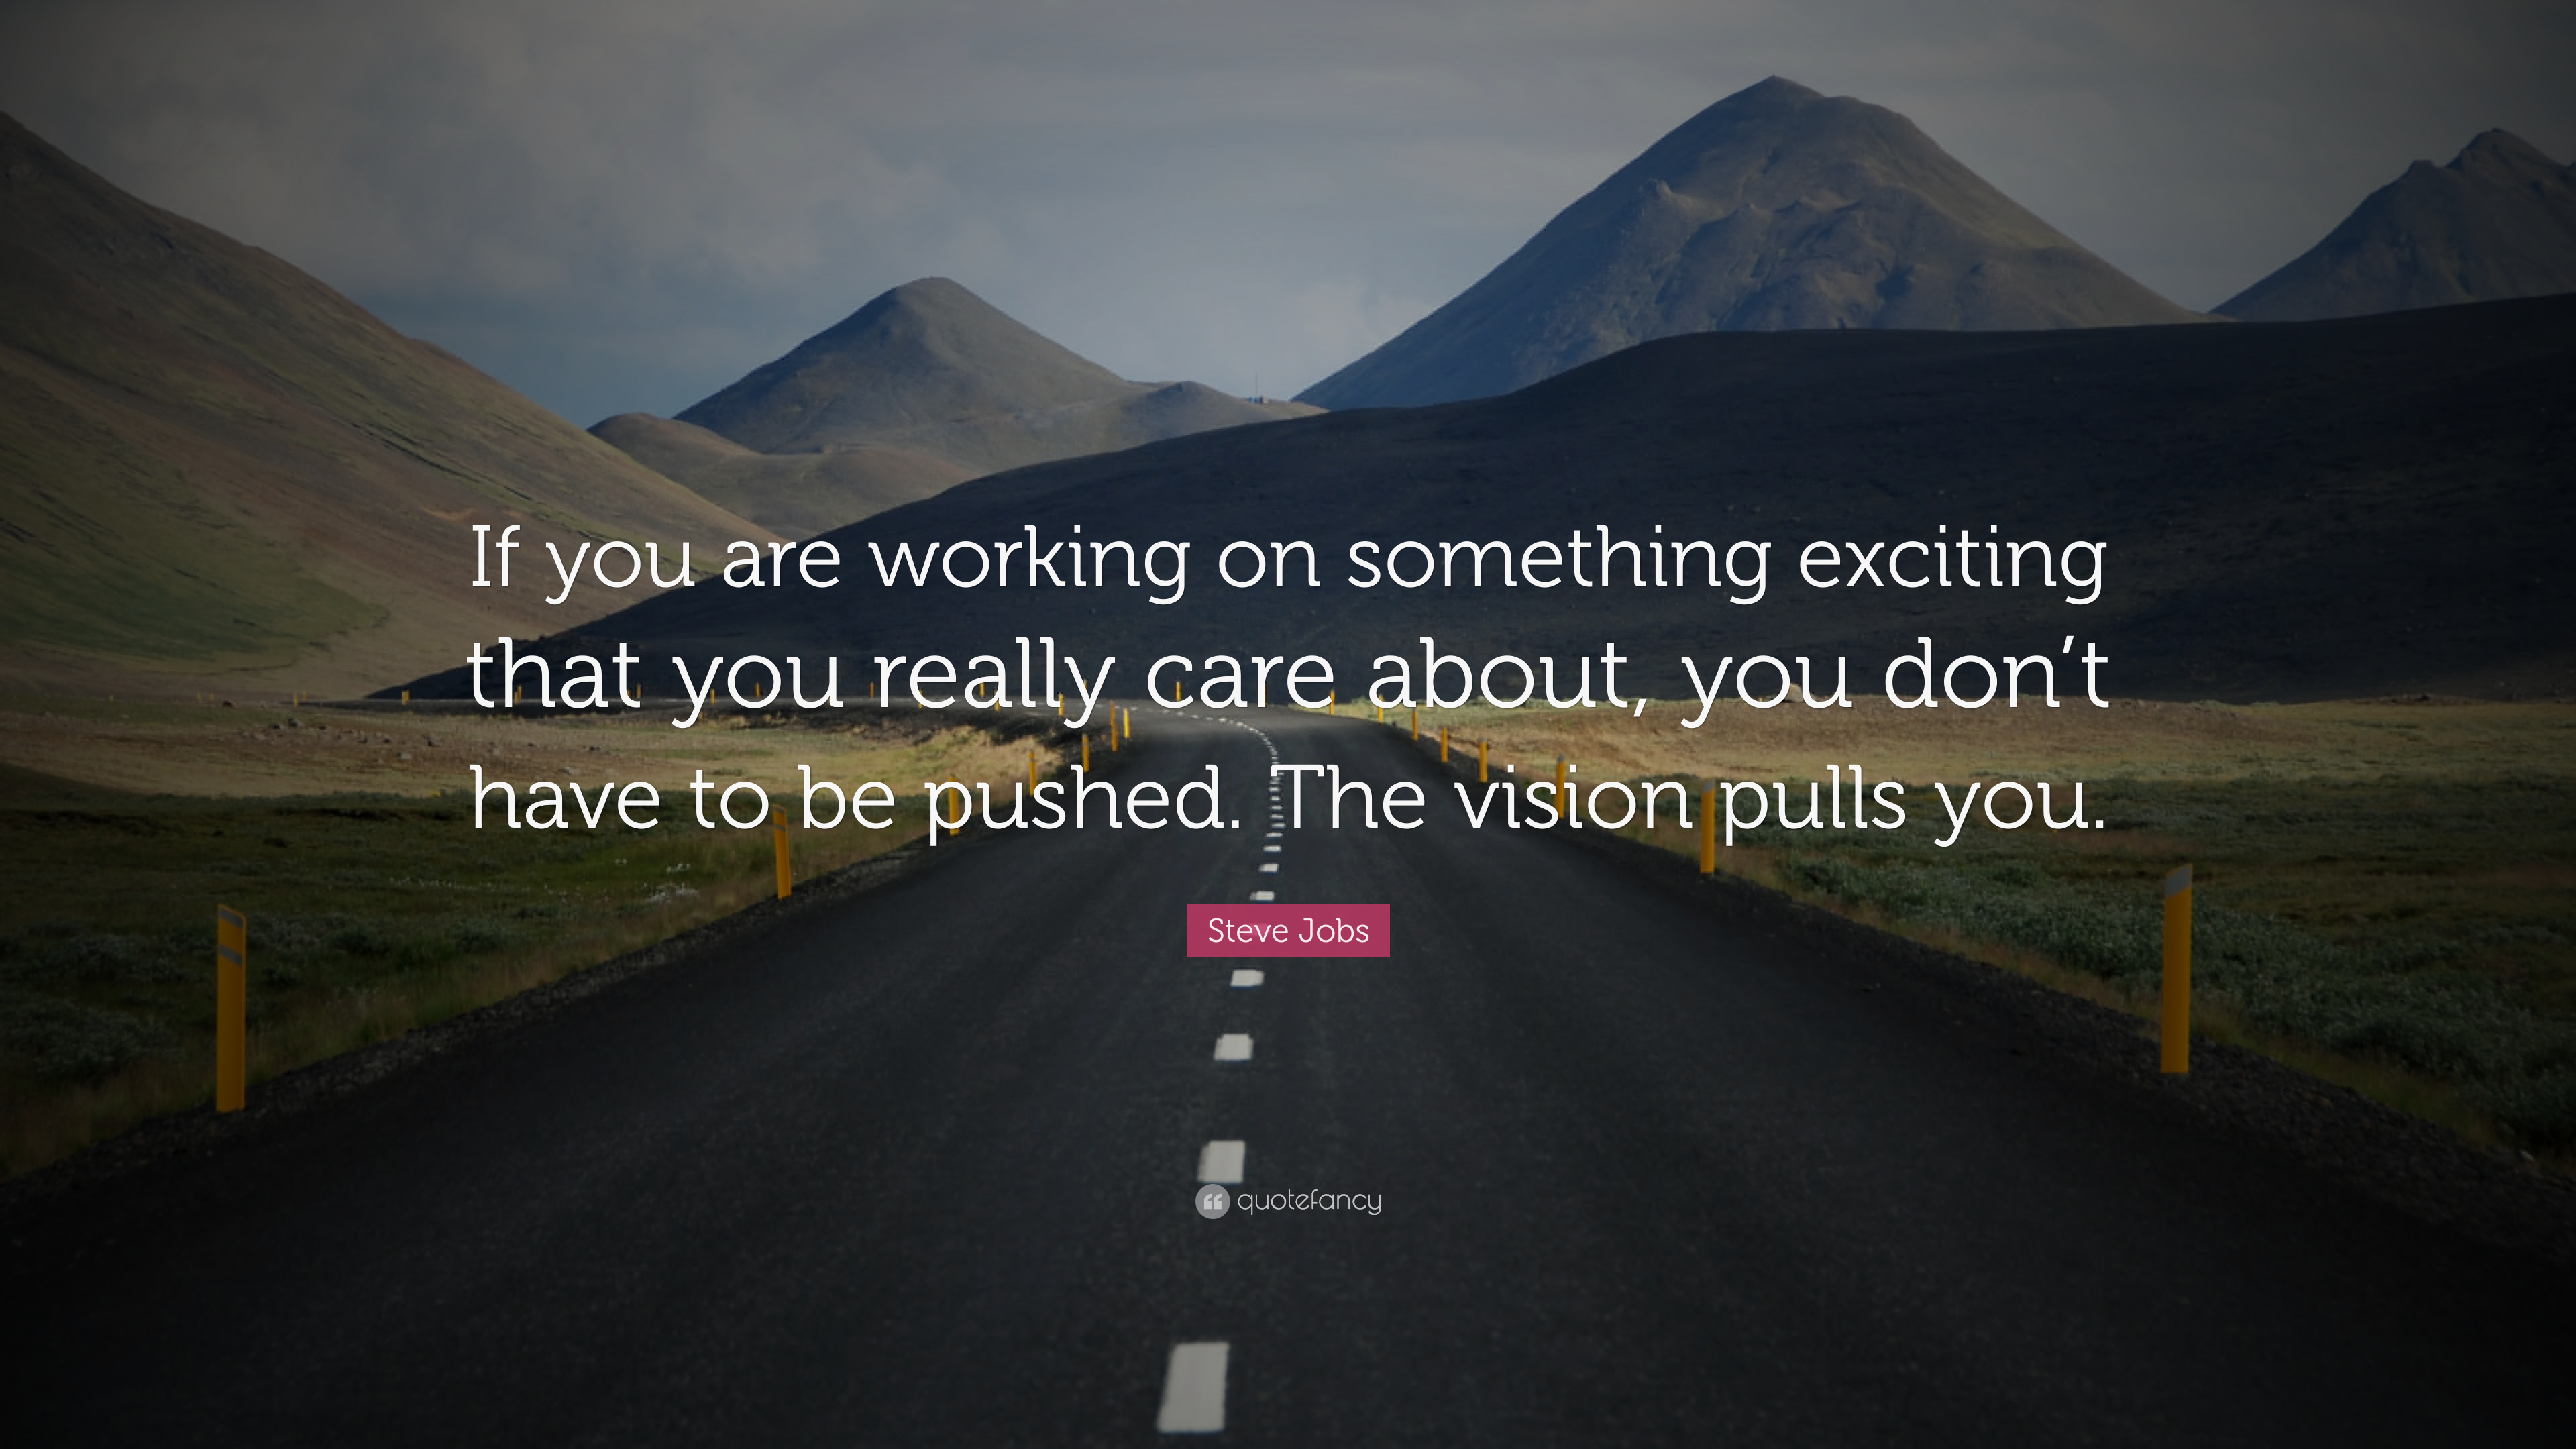 If you are working on something exciting
that you really care about, you don’t
have to be pushed. The vision pulls you.
Steve Jobs
quotefancy